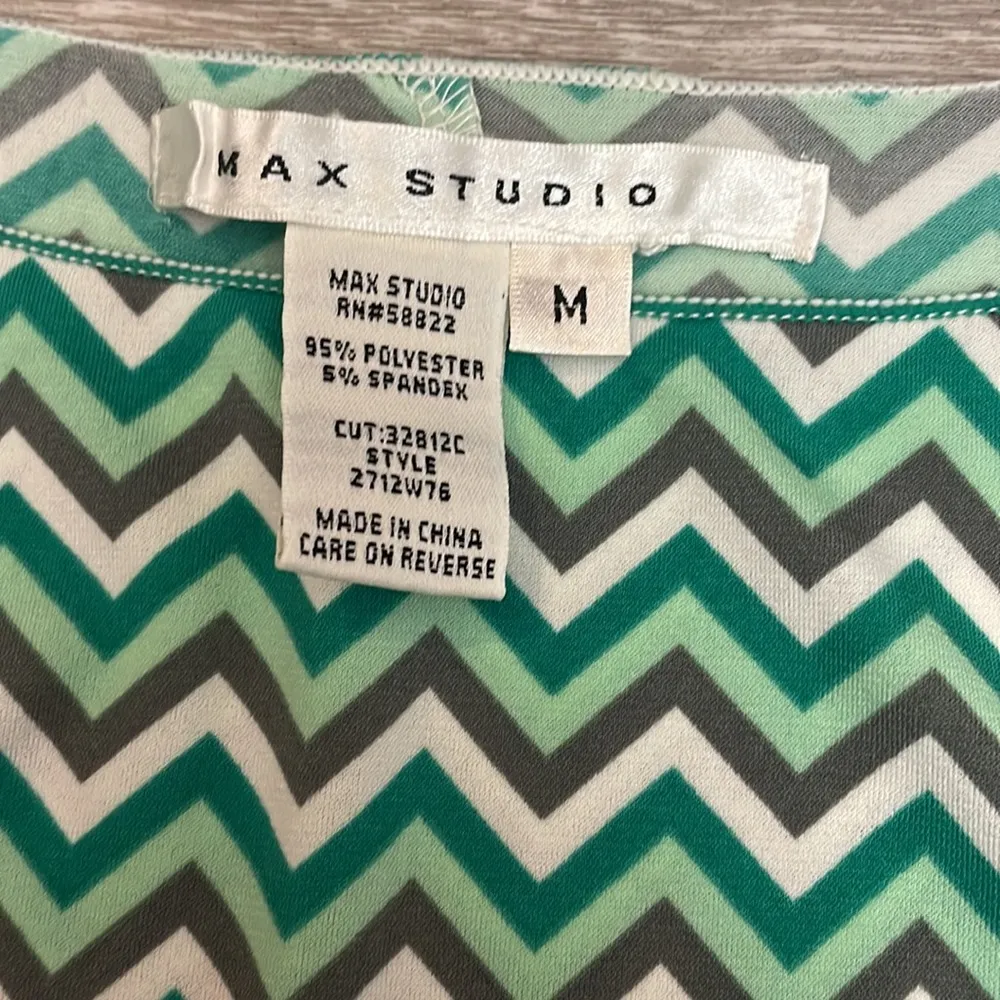 MAX STUDIO
MAX STUDIO
RN#58822
95% POLYESTER
5% SPANDEX
CUT:32812C
STYLE
2712W76
MADE IN CHINA
CARE ON REVERSE
M